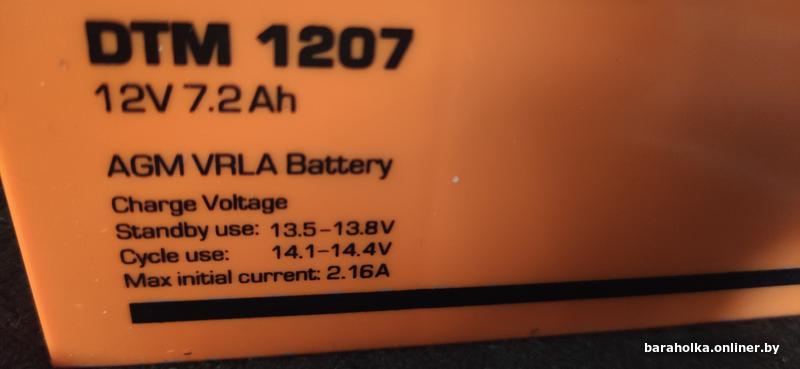 DTM 1207
12V 7.2Ah
AGM VRLA Battery
Charge Voltage
Standby use: 13.5-13.8V
Cycle use: 14.1-14.4V
Max initial current: 2.16A
baraholka.onliner.by